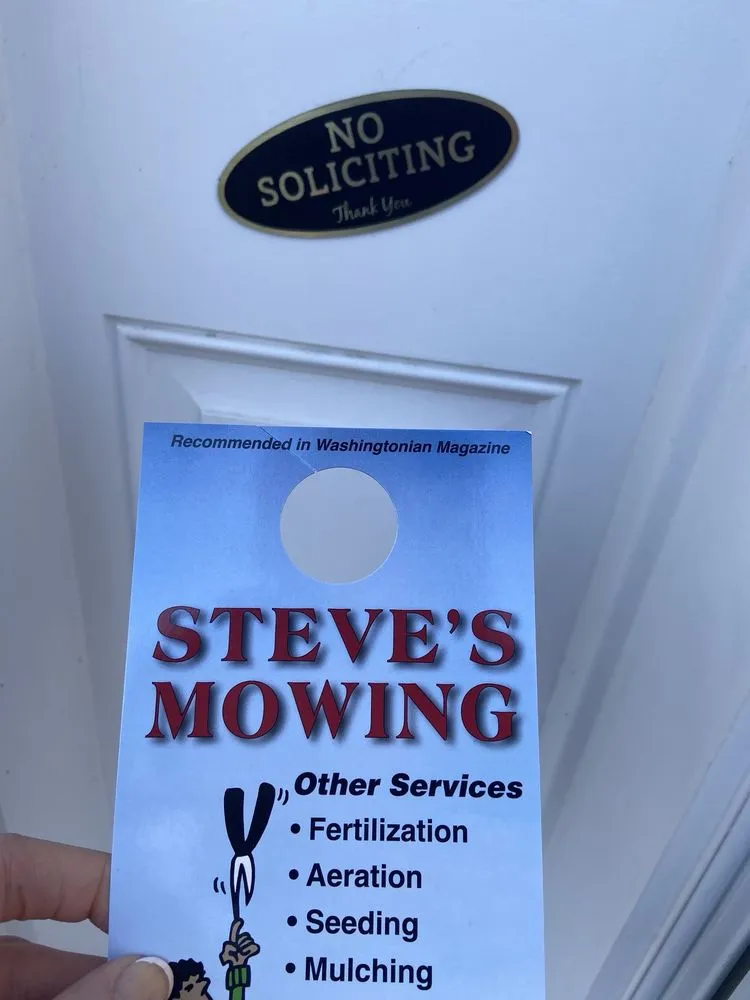 NO
SOLICITING
Thank You
Recommended in Washingtonian Magazine
STEVE'S
MOWING
Other Services
• Fertilization
• Aeration
• Seeding
• Mulching